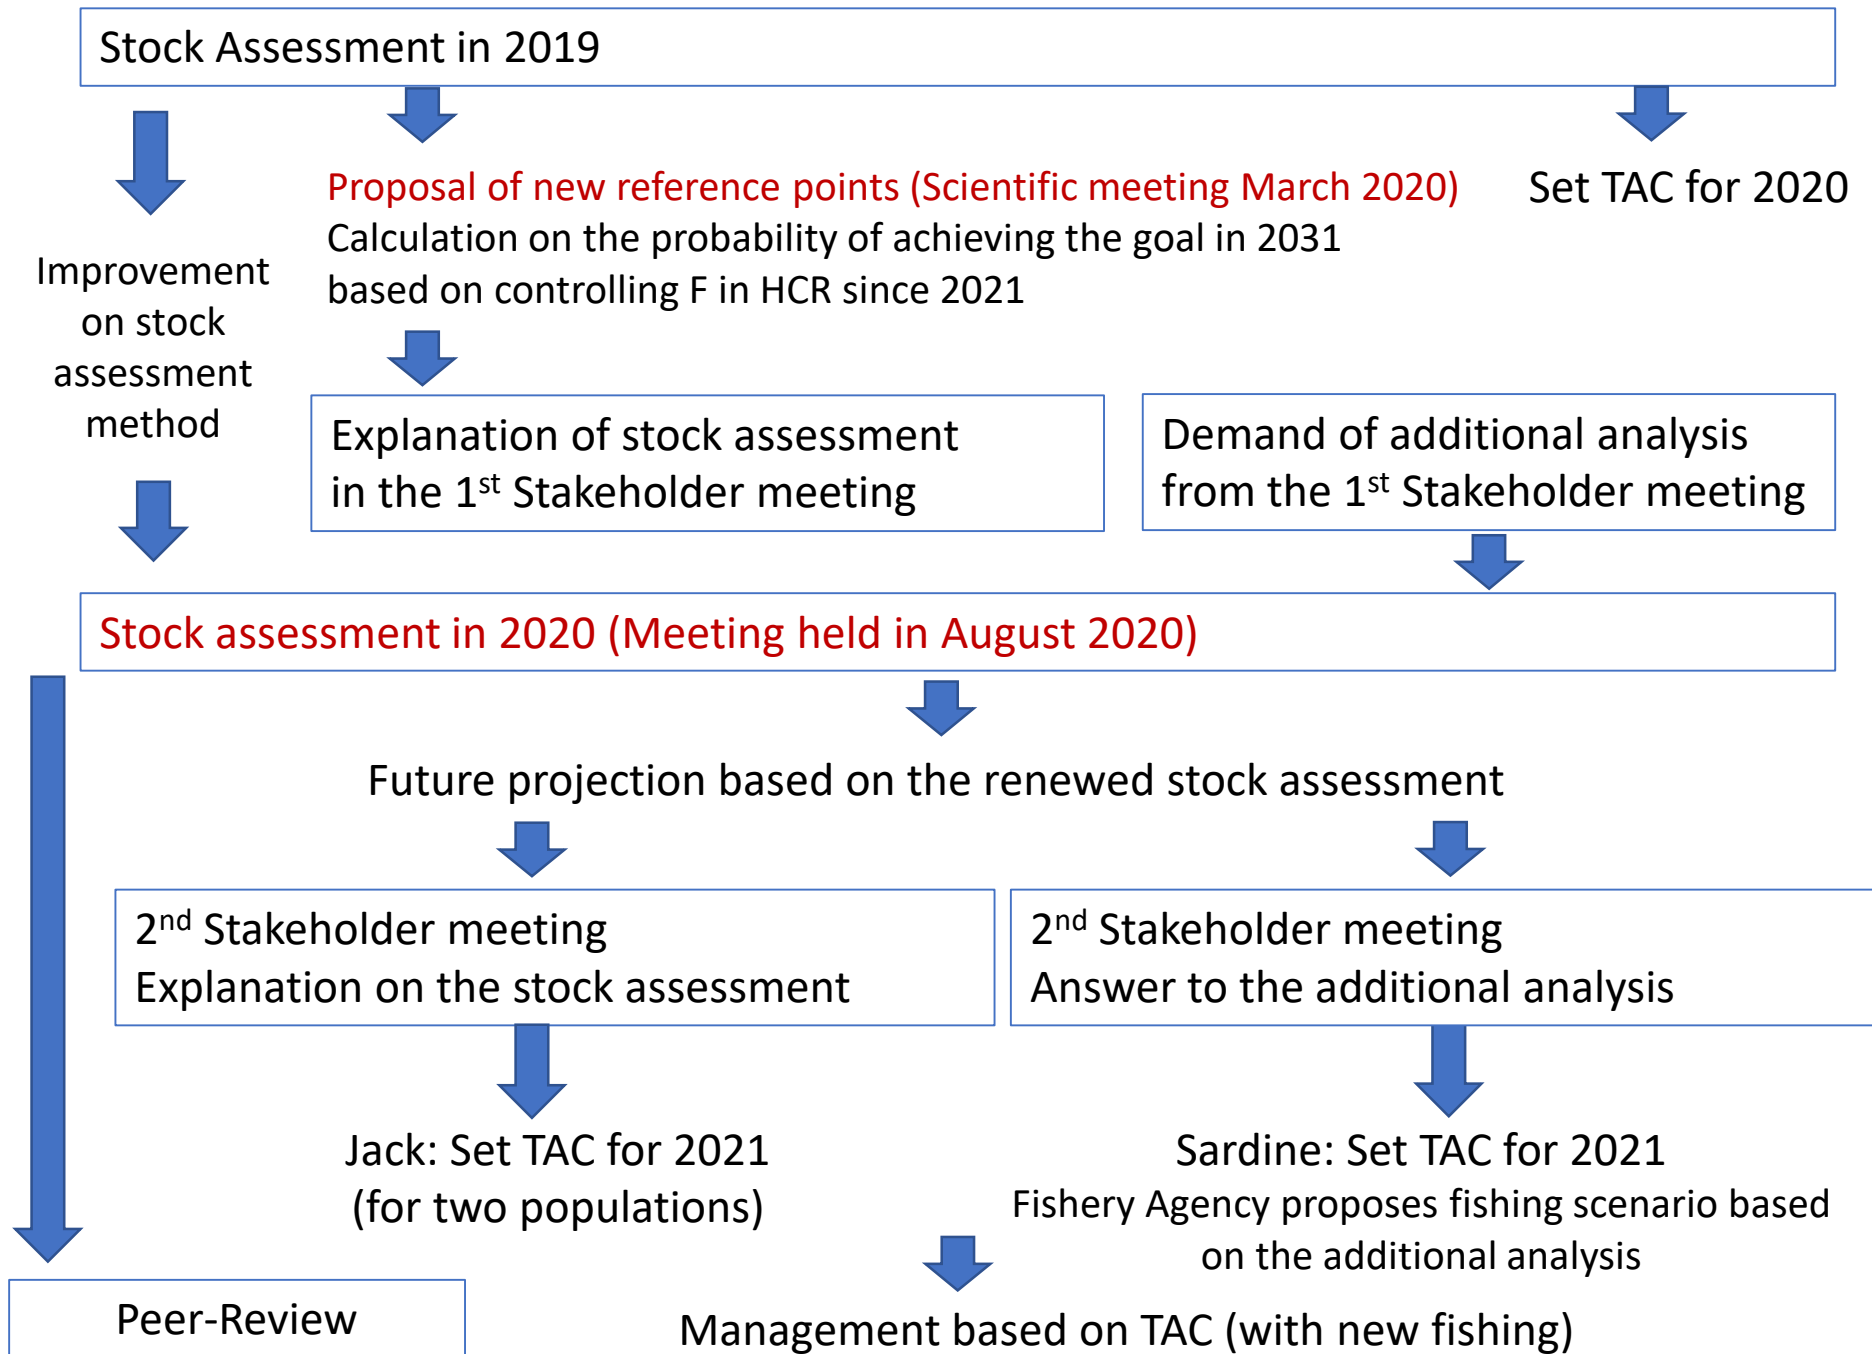 Stock Assessment in 2019
Proposal of new reference points (Scientific meeting March 2020)
Calculation on the probability of achieving the goal in 2031
based on controlling F in HCR since 2021
Set TAC for 2020
Improvement
on stock
assessment
method
Explanation of stock assessment
in the 1st Stakeholder meeting
Demand of additional analysis
from the 1st Stakeholder meeting
Stock assessment in 2020 (Meeting held in August 2020)
Future projection based on the renewed stock assessment
2nd Stakeholder meeting
Explanation on the stock assessment
2nd Stakeholder meeting
Answer to the additional analysis
Jack: Set TAC for 2021
(for two populations)
Sardine: Set TAC for 2021
Fishery Agency proposes fishing scenario based
on the additional analysis
Peer-Review
Management based on TAC (with new fishing)